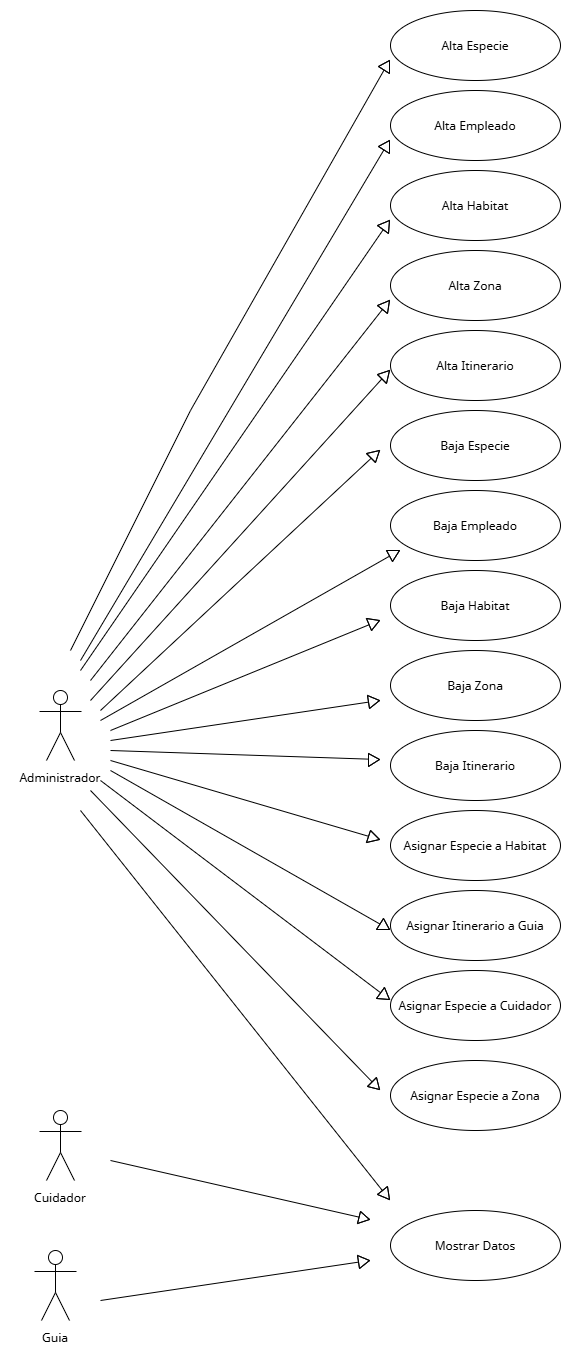 Alta Especie
Alta Empleado
Alta Habitat
Alta Zona
Alta Itinerario
Baja Especie
Baja Empleado
Baja Habitat
Baja Zona
Baja Itinerario
Administrador
Asignar Especie a Habitat
Asignar Itinerario a Guia
Asignar Especie a Cuidador
Asignar Especie a Zona
Cuidador
Mostrar Datos
Guia